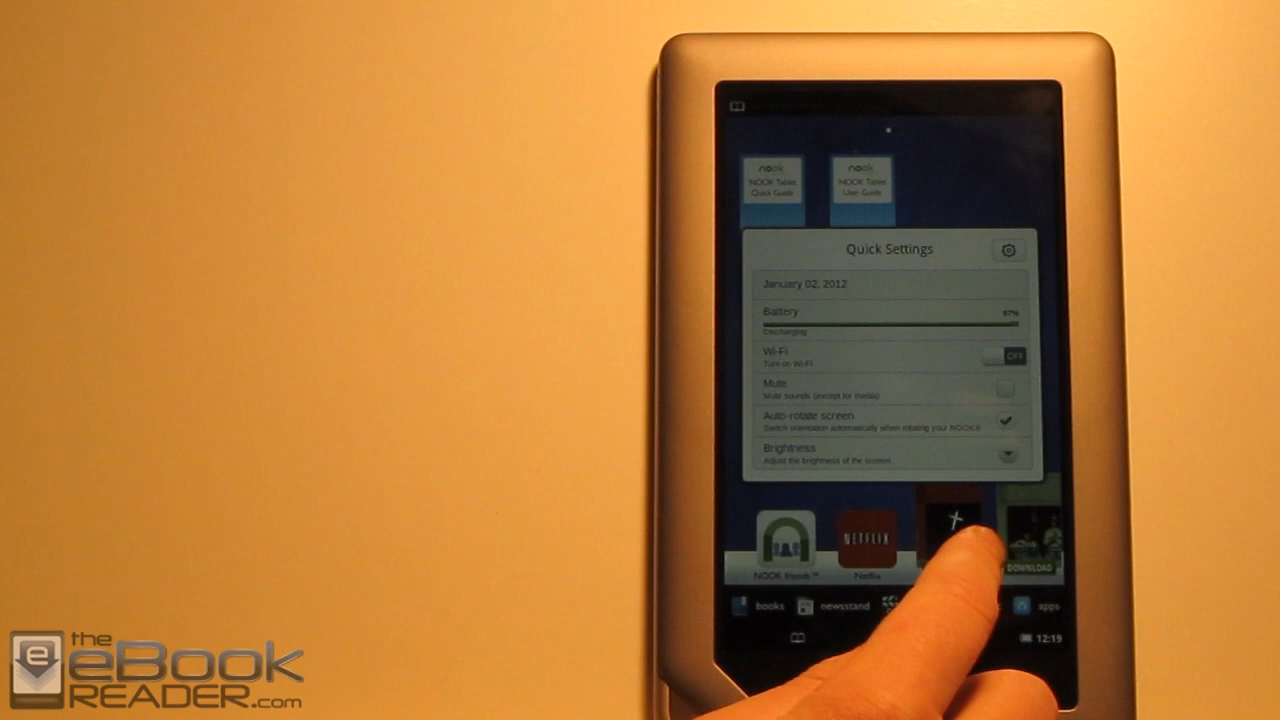 nook
NOOK Tablet
Quick Guide
nook
NOOK Tablet
User Guide
Quick Settings
January 02, 2012
Battery
97%
Discharging
Wi-Fi
Turn on Wi-Fi
OFF
Mute
Mute sounds (except for media)
Auto-rotate screen
Switch orientation automatically when rotating your NOOK®
Brightness
Adjust the brightness of the screen
NETFLIX
DOWNLOAD
NOOK friends™
Netflix
books
newsstand
apps
12:19
the
eBook
READER.com